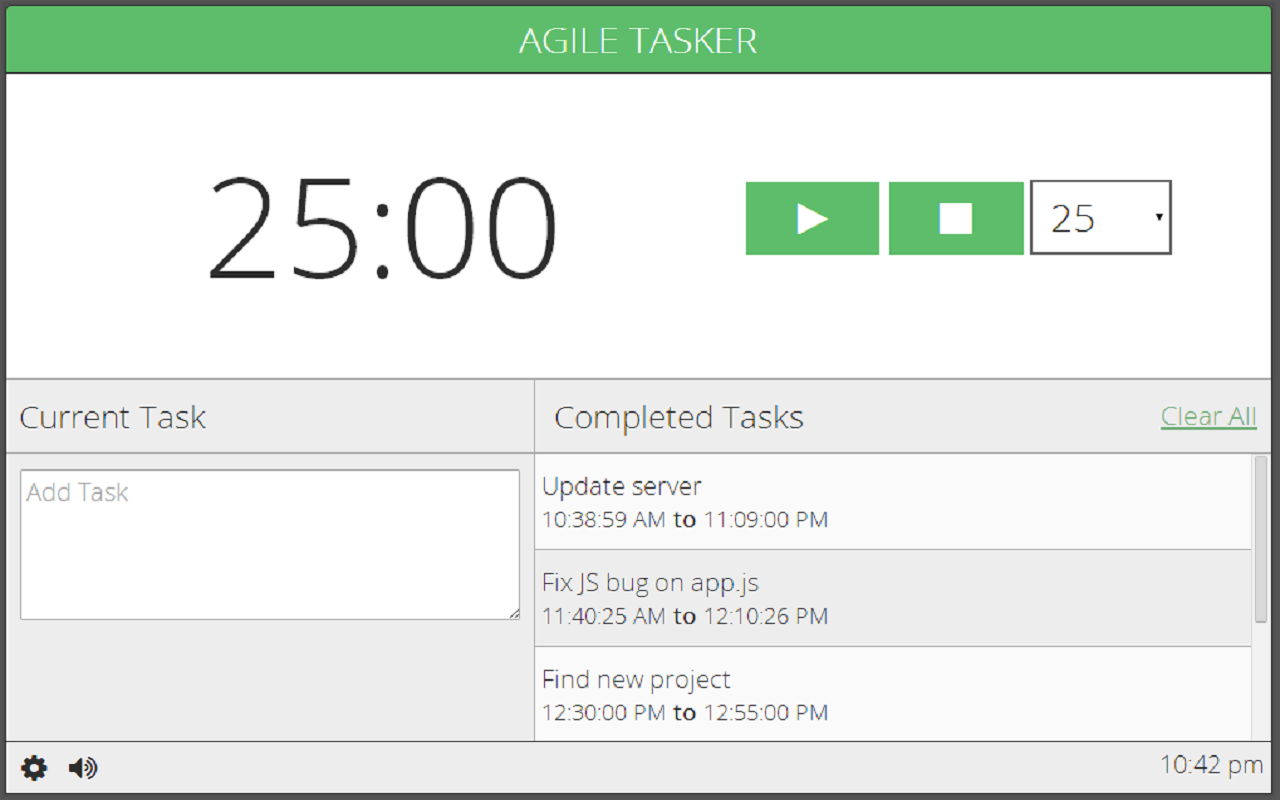 AGILE TASKER
25:00
25
Current Task
Completed Tasks
Clear All
Add Task
Update server
10:38:59 AM to 11:09:00 PM
Fix JS bug on app.js
11:40:25 AM to 12:10:26 PM
Find new project
12:30:00 PM to 12:55:00 PM
10:42 pm